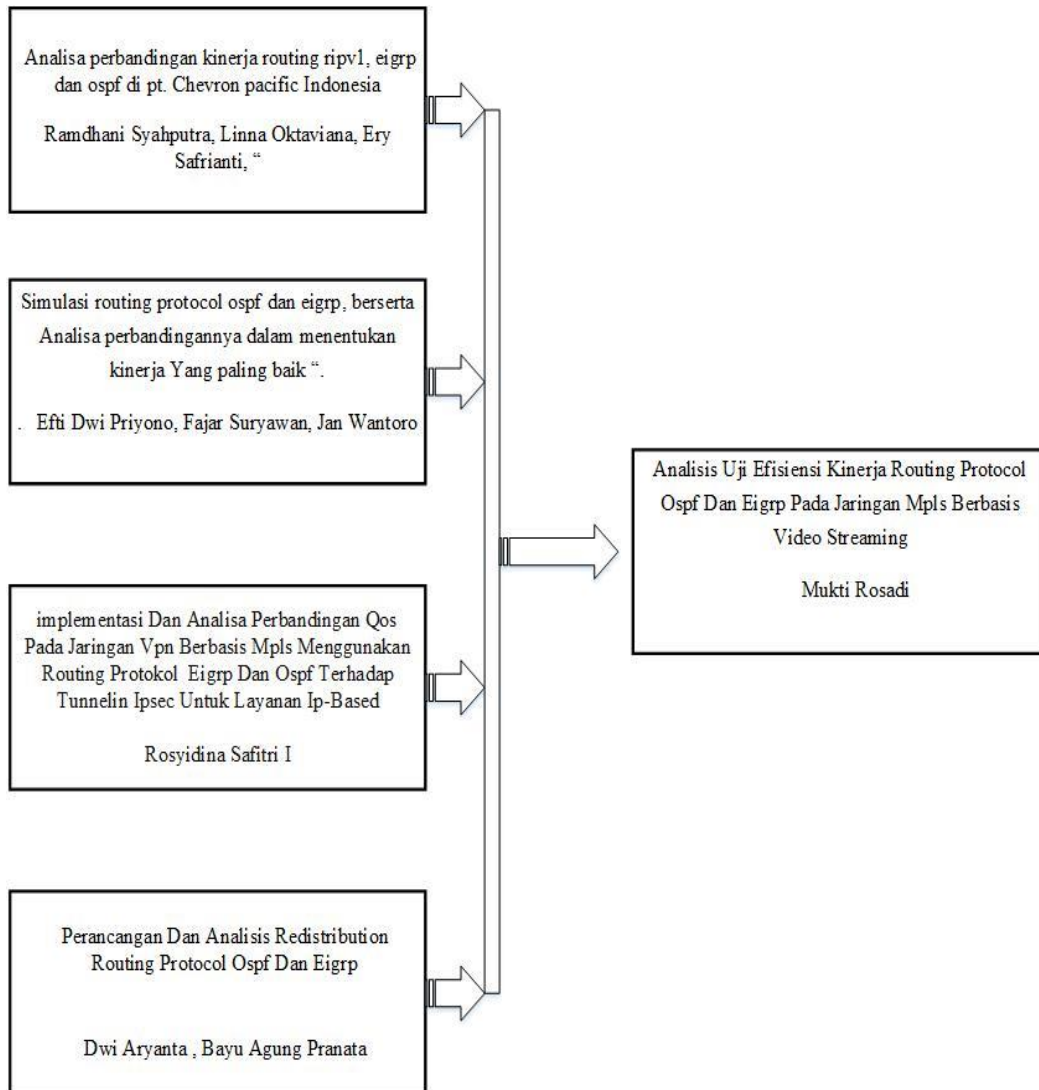 Analisa perbandingan kinerja routing ripv1, eigrp
dan ospf di pt. Chevron pacific Indonesia
Ramdhani Syahputra, Linna Oktaviana, Ery
Safrianti, “
Simulasi routing protocol ospf dan eigrp, berserta
Analisa perbandingannya dalam menentukan
kinerja Yang paling baik “.
. Efti Dwi Priyono, Fajar Suryawan, Jan Wantoro
implementasi Dan Analisa Perbandingan Qos
Pada Jaringan Vpn Berbasis Mpls Menggunakan
Routing Protokol Eigrp Dan Ospf Terhadap
Tunnelin Ipsec Untuk Layanan Ip-Based
Rosyidina Safitri I
Perancangan Dan Analisis Redistribution
Routing Protocol Ospf Dan Eigrp
Dwi Aryanta , Bayu Agung Pranata
Analisis Uji Efisiensi Kinerja Routing Protocol
Ospf Dan Eigrp Pada Jaringan Mpls Berbasis
Video Streaming
Mukti Rosadi